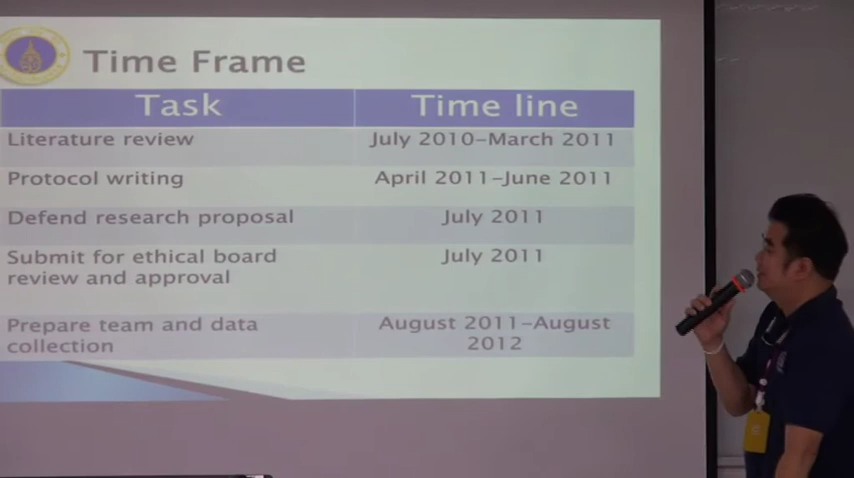 Time Frame
Task Time line
Literature review July 2010-March 2011
Protocol writing April 2011-June 2011
Defend research proposal July 2011
Submit for ethical board July 2011
review and approval
Prepare team and data August 2011-August
collection 2012